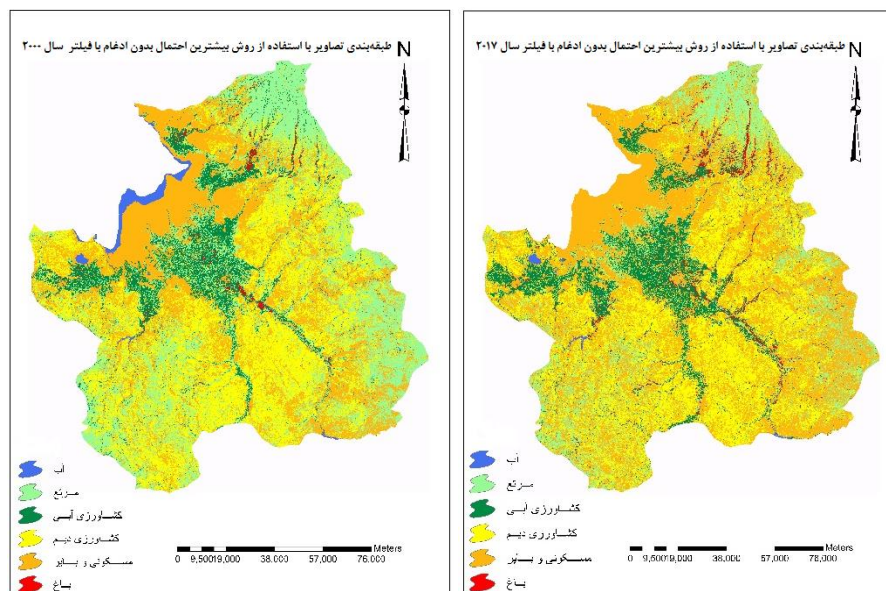 طبقه‌بندی تصاویر با استفاده از روش بیشترین احتمال بدون ادغام با فیلتر سال ۲۰۰۰
N
آب
مرتع
کشاورزی آبی
کشاورزی دیم
مسکونی و بایر
باغ
Meters
0 9,500 19,000 38,000 57,000 76,000
طبقه‌بندی تصاویر با استفاده از روش بیشترین احتمال بدون ادغام با فیلتر سال ۲۰۱۷
N
آب
مرتع
کشاورزی آبی
کشاورزی دیم
مسکونی و بایر
باغ
Meters
0 9,500 19,000 38,000 57,000 76,000